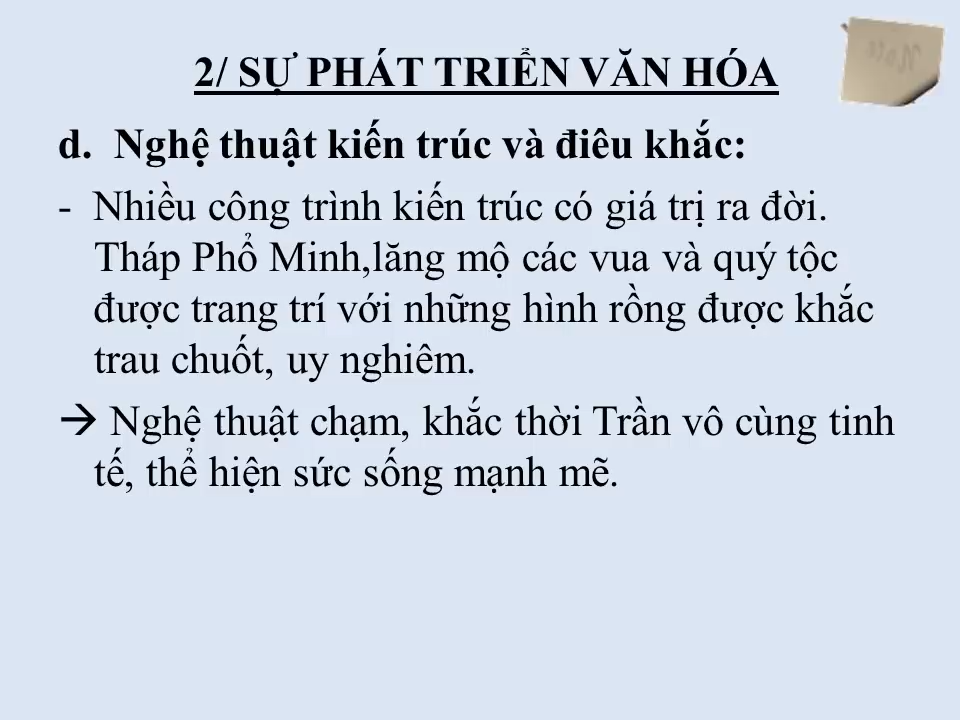 2/ SỰ PHÁT TRIỂN VĂN HÓA
d. Nghệ thuật kiến trúc và điêu khắc:
- Nhiều công trình kiến trúc có giá trị ra đời.
Tháp Phổ Minh,lăng mộ các vua và quý tộc
được trang trí với những hình rồng được khắc
trau chuốt, uy nghiêm.
→ Nghệ thuật chạm, khắc thời Trần vô cùng tinh
tế, thể hiện sức sống mạnh mẽ.